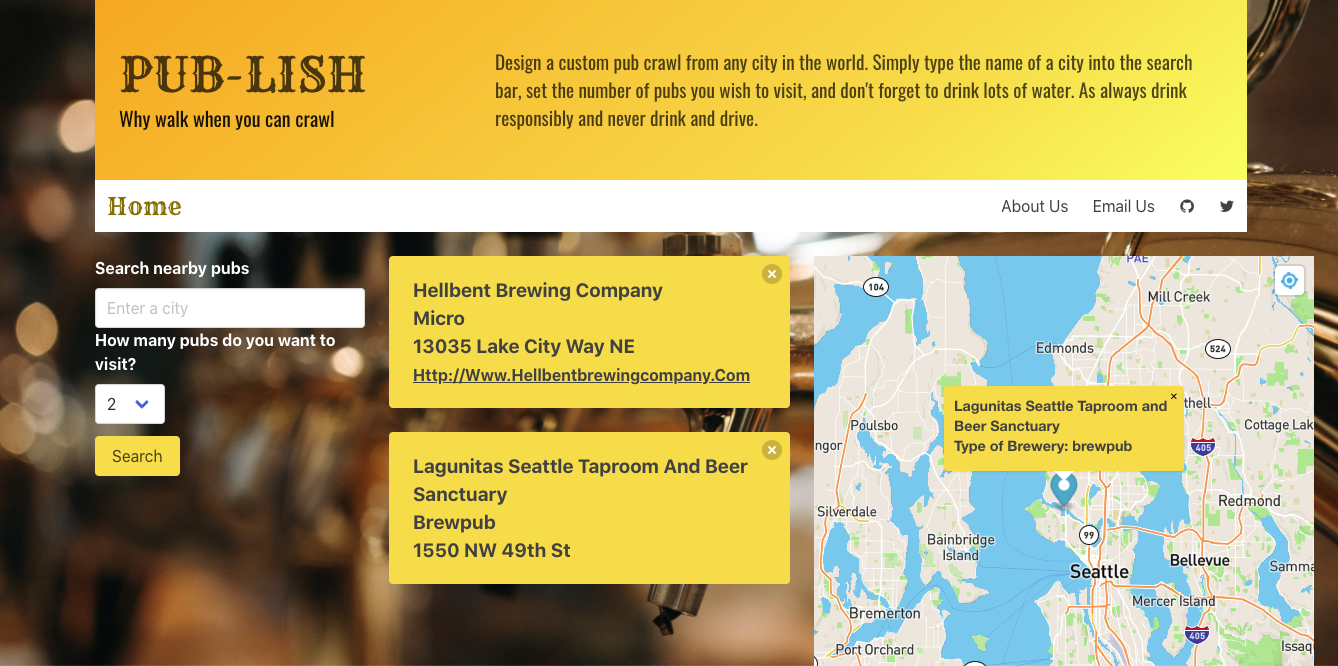 PUB-LISH
Why walk when you can crawl
Design a custom pub crawl from any city in the world. Simply type the name of a city into the search
bar, set the number of pubs you wish to visit, and don't forget to drink lots of water. As always drink
responsibly and never drink and drive.
Home
About Us
Email Us
Search nearby pubs
Enter a city
How many pubs do you want to
visit?
2
Search
Hellbent Brewing Company
Micro
13035 Lake City Way NE
Http://Www.Hellbentbrewingcompany.Com
Lagunitas Seattle Taproom And Beer
Sanctuary
Brewpub
1550 NW 49th St
PAE
104
Mill Creek
Edmonds
524
Lagunitas Seattle Taproom and
Beer Sanctuary
Type of Brewery: brewpub
×
thell
Poulsbo
Cottage Lak
ngor
405
Silverdale
Redmond
99
Bainbridge
Island
Seattle
Bellevue
Samma
Mercer Island
Bremerton
405
Port Orchard
Issaq